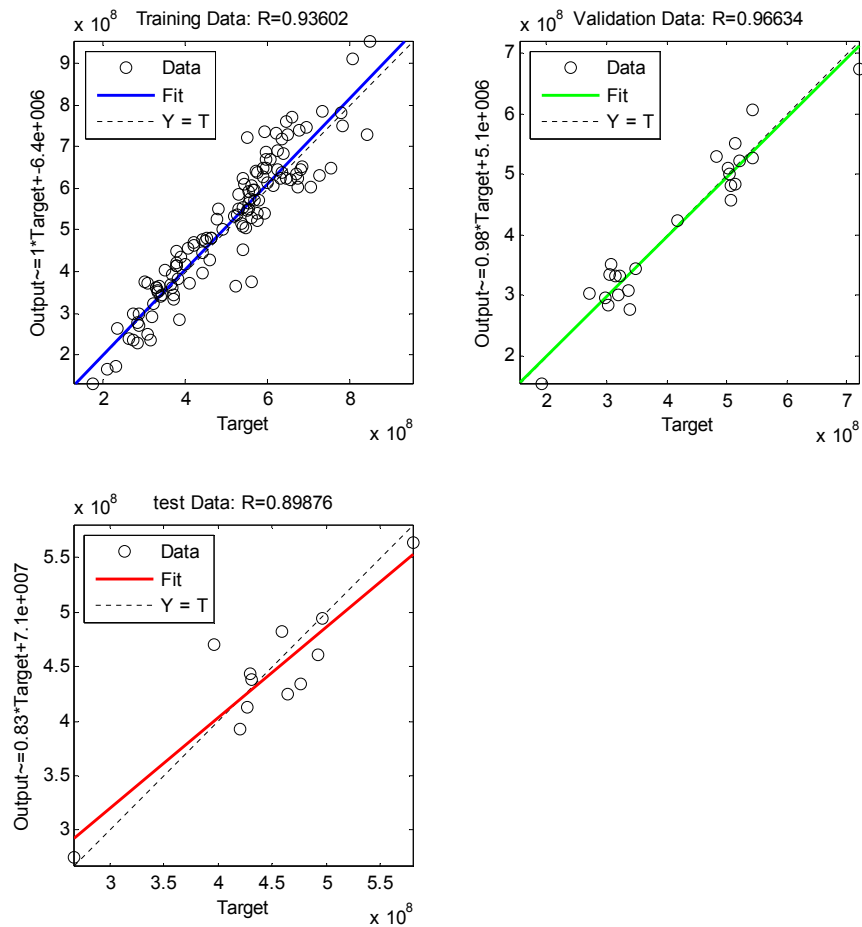 x 10^8
Training Data: R=0.93602
9
8
7
6
5
4
3
2
2
4
6
8
Output~=1*Target+-6.4e+006
Target
x 10^8
Data
Fit
Y = T
x 10^8
Validation Data: R=0.96634
7
6
5
4
3
2
2
3
4
5
6
7
Output~=0.98*Target+5.1e+006
Target
x 10^8
Data
Fit
Y = T
x 10^8
test Data: R=0.89876
5.5
5
4.5
4
3.5
3
3
3.5
4
4.5
5
5.5
Output~=0.83*Target+7.1e+007
Target
x 10^8
Data
Fit
Y = T